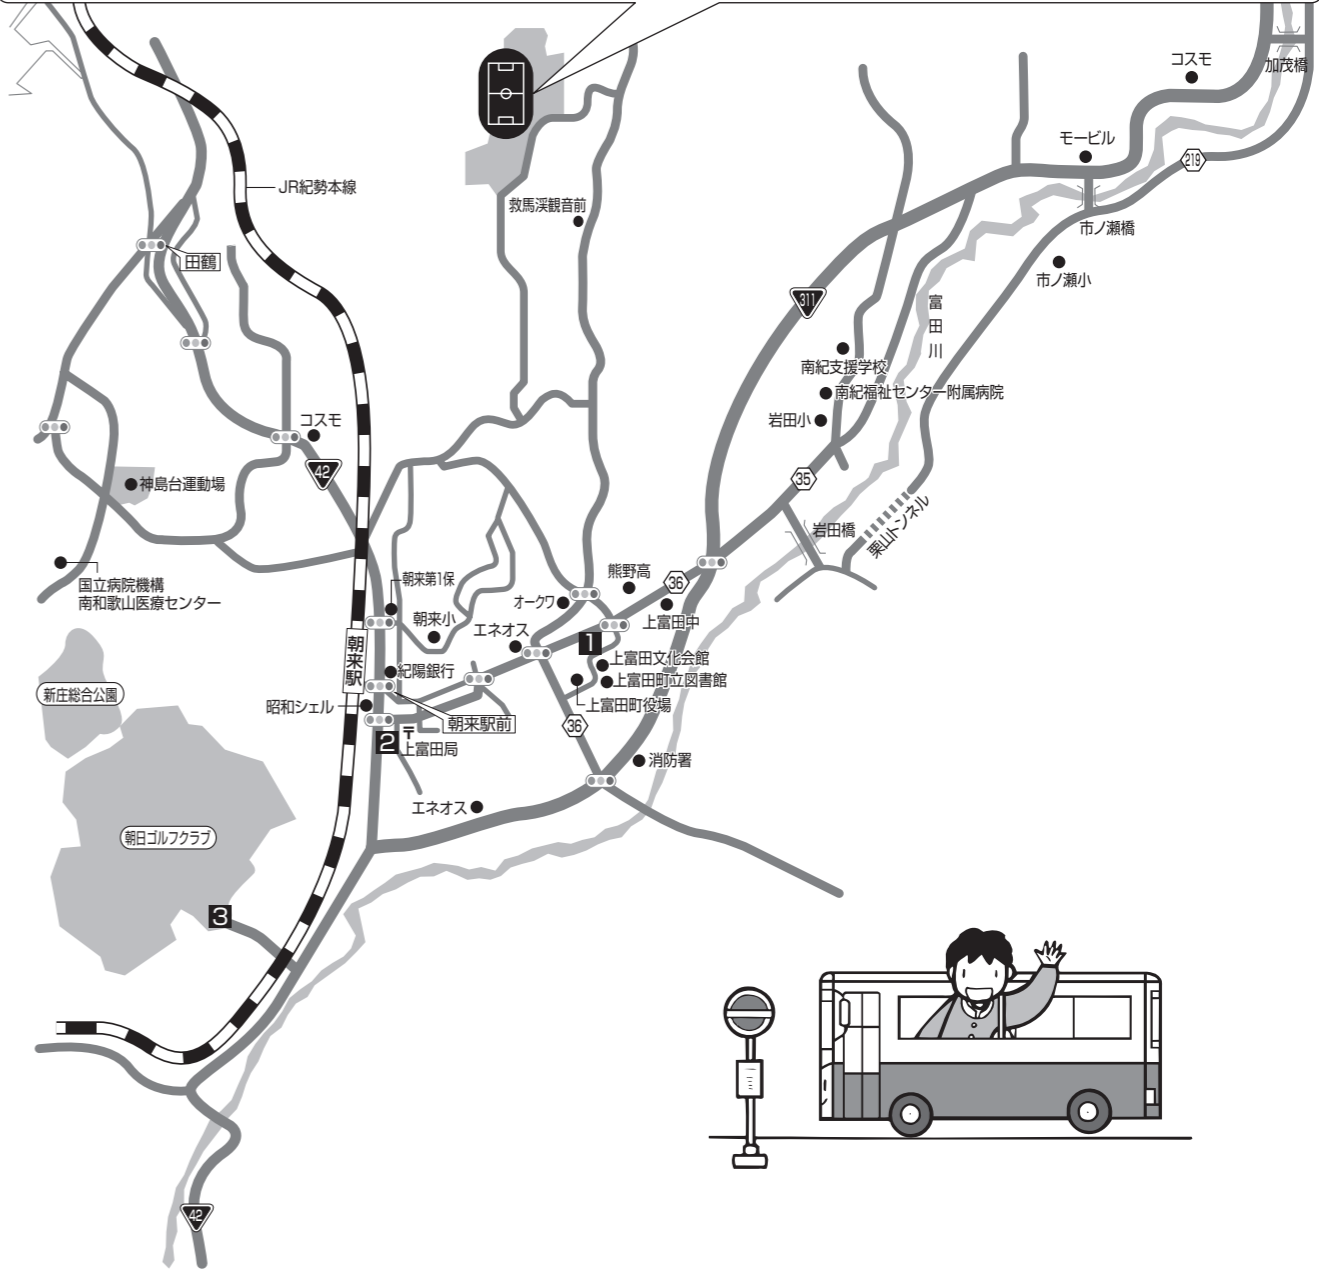 コスモ
加茂橋
モービル
219
JR紀勢本線
救馬渓観音前
市ノ瀬橋
田鶴
市ノ瀬小
311
富田川
南紀支援学校
南紀福祉センター附属病院
岩田小
コスモ
42
35
神島台運動場
岩田橋
栗山トンネル
国立病院機構
南和歌山医療センター
朝来第1保
熊野高
36
オークワ
朝来小
上富田中
エネオス
1
朝来駅
上富田文化会館
紀陽銀行
上富田町立図書館
新庄総合公園
昭和シェル
上富田町役場
朝来駅前
36
2
〒
上富田局
消防署
エネオス
朝日ゴルフクラブ
3
42